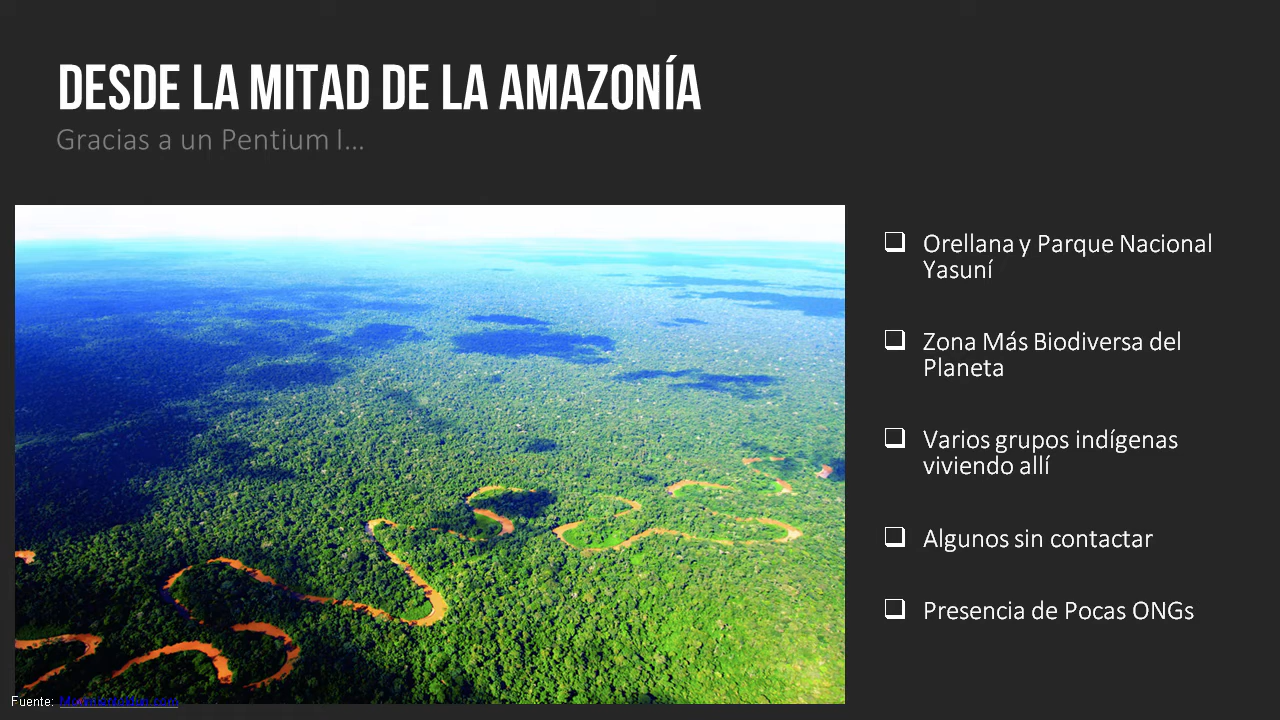 DESDE LA MITAD DE LA AMAZONÍA
Gracias a un Pentium I...
Orellana y Parque Nacional
Yasuní
Zona Más Biodiversa del
Planeta
Varios grupos indígenas
viviendo allí
Algunos sin contactar
Presencia de Pocas ONGs
Fuente: